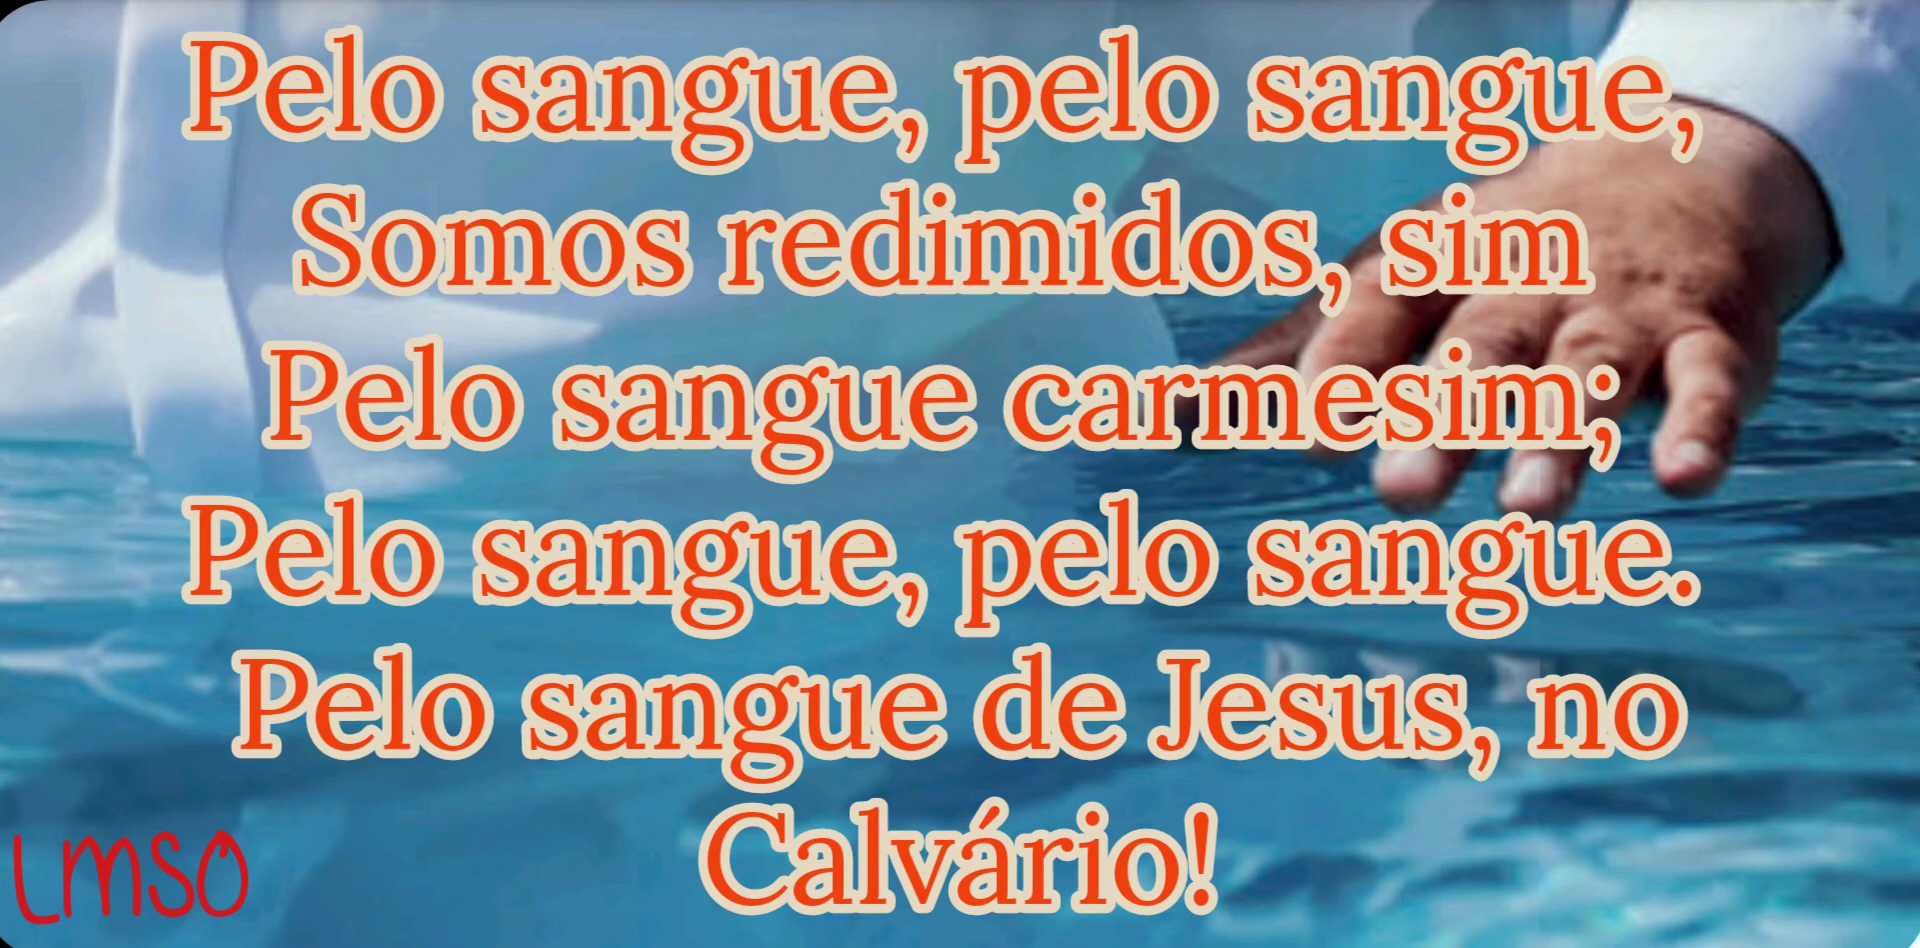 Pelo sangue, pelo sangue,
Somos redimidos, sim
Pelo sangue carmesim;
Pelo sangue, pelo sangue.
Pelo sangue de Jesus, no
Calvário!
LMSO